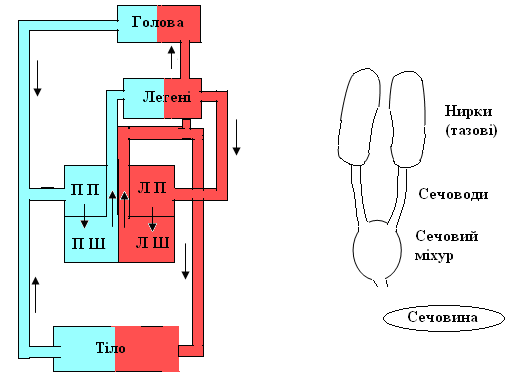 Голова
Легені
П П
Л П
П Ш
Л Ш
Тіло
Нирки
(тазові)
Сечоводи
Сечовий
міхур
Сечовина